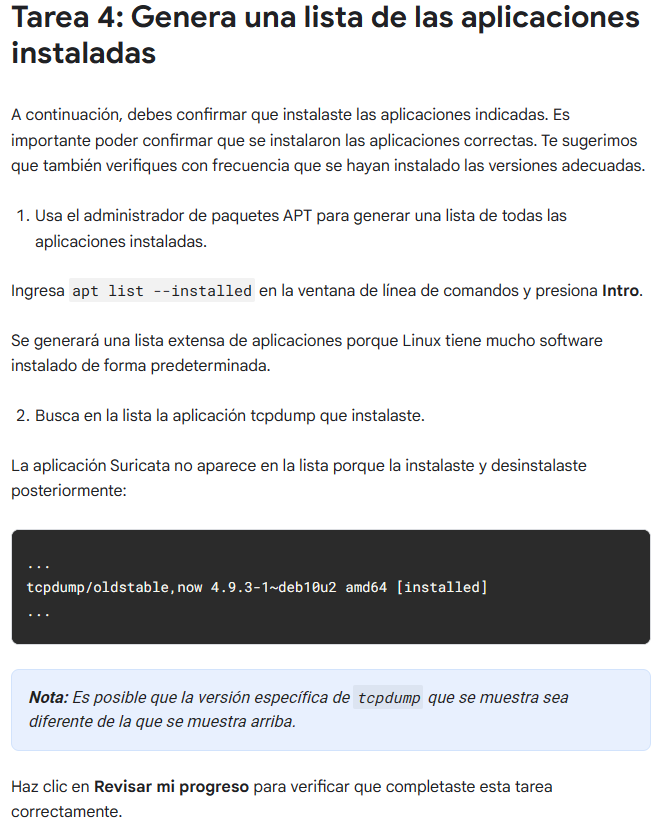 Tarea 4: Genera una lista de las aplicaciones
instaladas
A continuación, debes confirmar que instalaste las aplicaciones indicadas. Es
importante poder confirmar que se instalaron las aplicaciones correctas. Te sugerimos
que también verifiques con frecuencia que se hayan instalado las versiones adecuadas.
1. Usa el administrador de paquetes APT para generar una lista de todas las
aplicaciones instaladas.
Ingresa apt list --installed en la ventana de línea de comandos y presiona Intro.
Se generará una lista extensa de aplicaciones porque Linux tiene mucho software
instalado de forma predeterminada.
2. Busca en la lista la aplicación tcpdump que instalaste.
La aplicación Suricata no aparece en la lista porque la instalaste y desinstalaste
posteriormente:
...
tcpdump/oldstable,now 4.9.3-1~deb10u2 amd64 [installed]
...
Nota: Es posible que la versión específica de tcpdump que se muestra sea
diferente de la que se muestra arriba.
Haz clic en Revisar mi progreso para verificar que completaste esta tarea
correctamente.